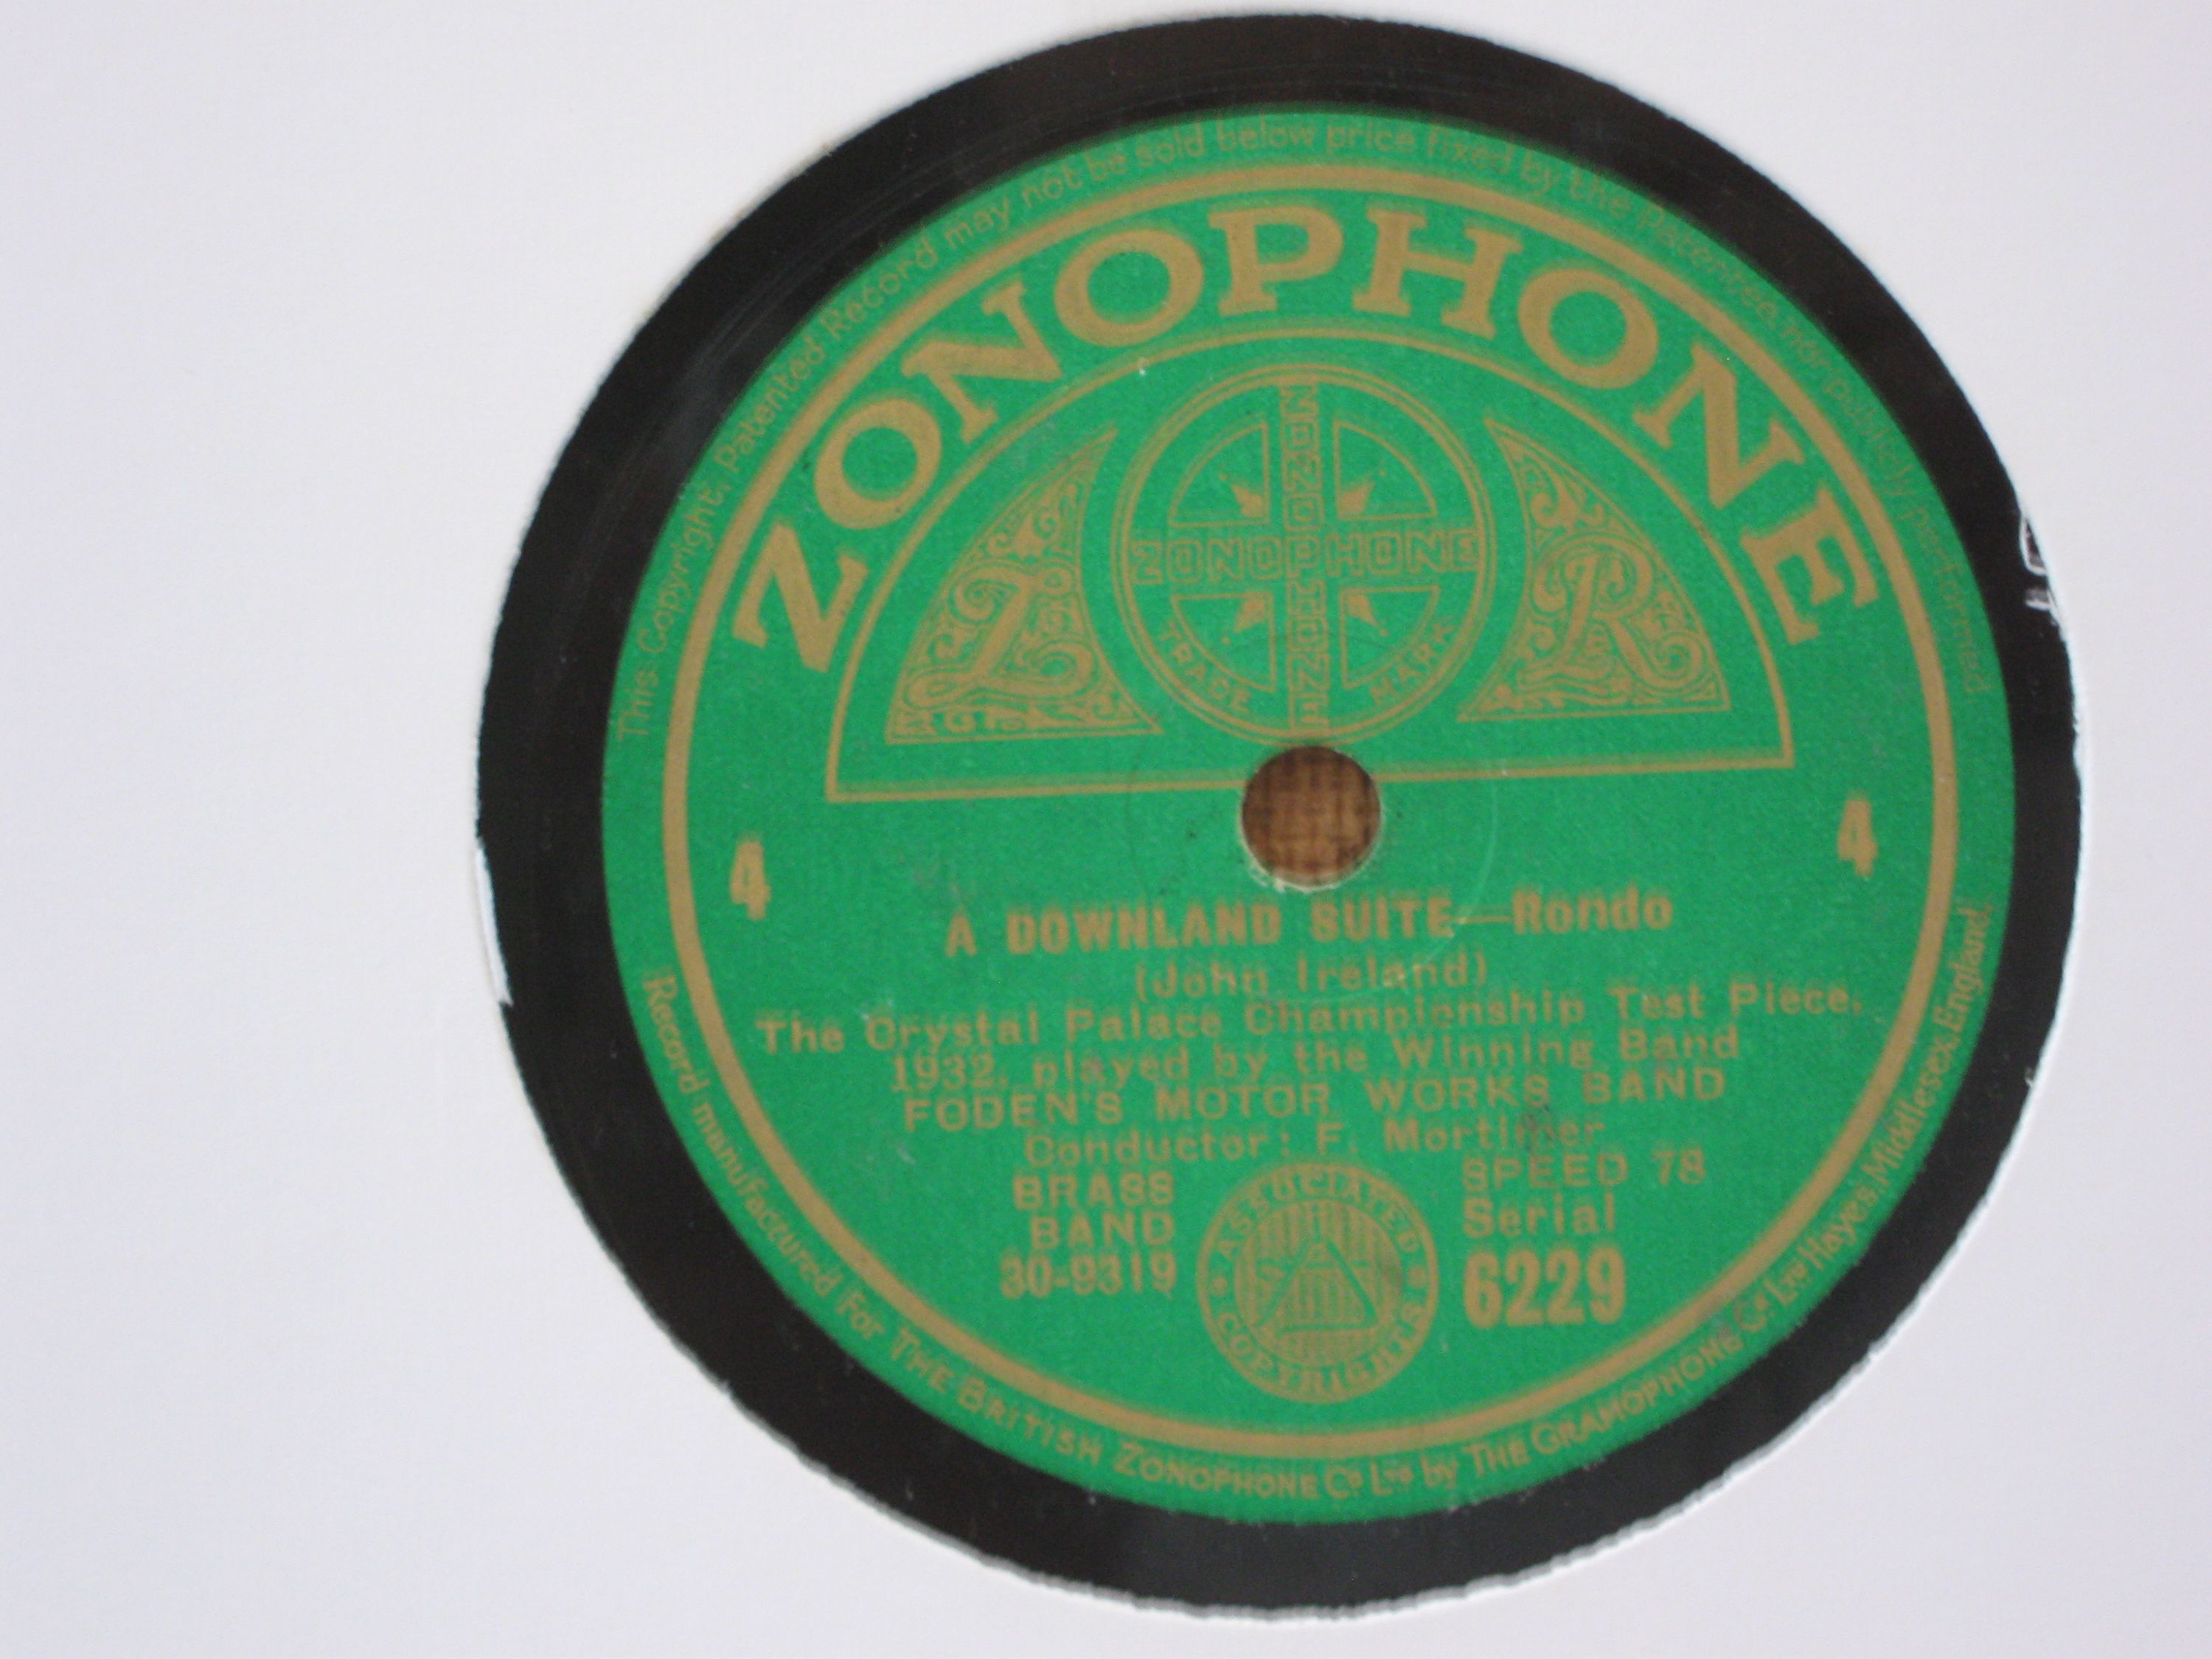 This Copyright, Patented Record may not be sold below price fixed by the Patentees, nor publicly performed
ZONOPHONE
ZONOPHONE
ZONOPHONE
TRADE MARK
Z
R
4
4
A DOWNLAND SUITE—Rondo
(John Ireland)
The Crystal Palace Championship Test Piece,
1932, played by the Winning Band
FODEN'S MOTOR WORKS BAND
Conductor: F. Mortimer
BRASS
BAND
30-9319
SPEED 78
Serial
6229
ASSOCIATED
COPYRIGHTS
Record manufactured For THE BRITISH ZONOPHONE Co. LTD by THE GRAMOPHONE Co. LTD Hayes, Middlesex, England.